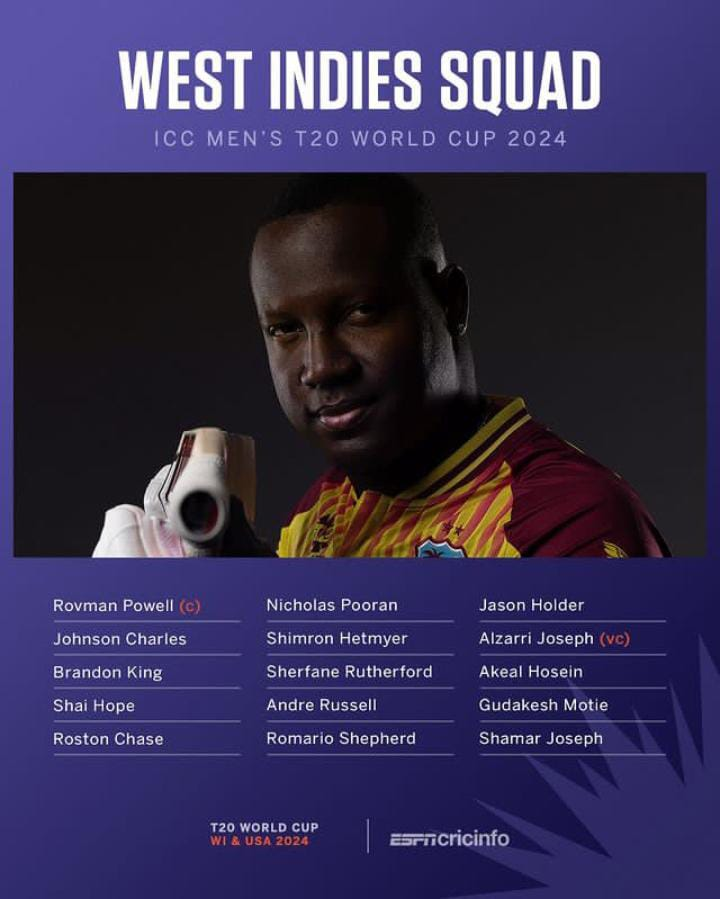 WEST INDIES SQUAD
ICC MEN'S T20 WORLD CUP 2024
Rovman Powell (c)
Johnson Charles
Brandon King
Shai Hope
Roston Chase
Nicholas Pooran
Shimron Hetmyer
Sherfane Rutherford
Andre Russell
Romario Shepherd
Jason Holder
Alzarri Joseph (vc)
Akeal Hosein
Gudakesh Motie
Shamar Joseph
T20 WORLD CUP
WI & USA 2024
ESPNcricinfo